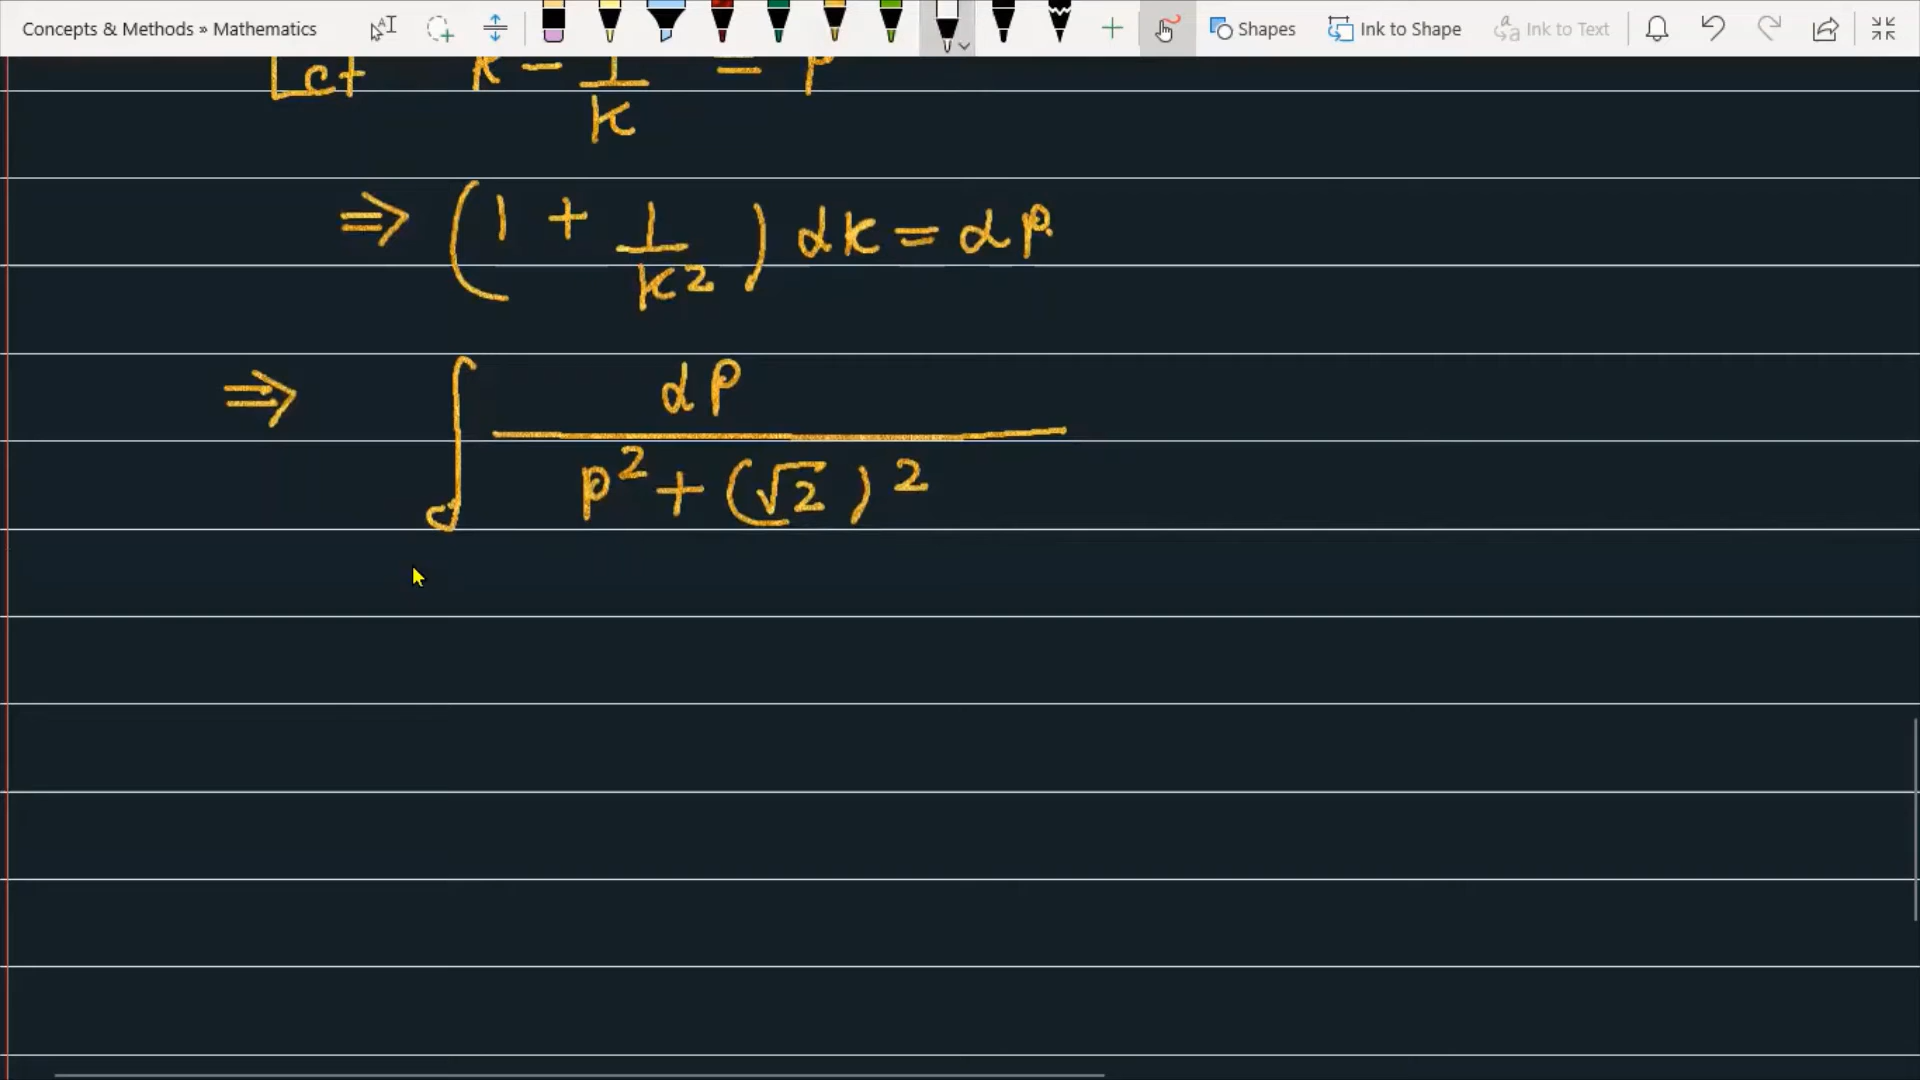 Concepts & Methods » Mathematics Shapes Ink to Shape Ink to Text
Let k - 1/k = p
⇒ (1 + 1/k²) dk = dp.
⇒ ∫ dp / (p² + (√2)²)